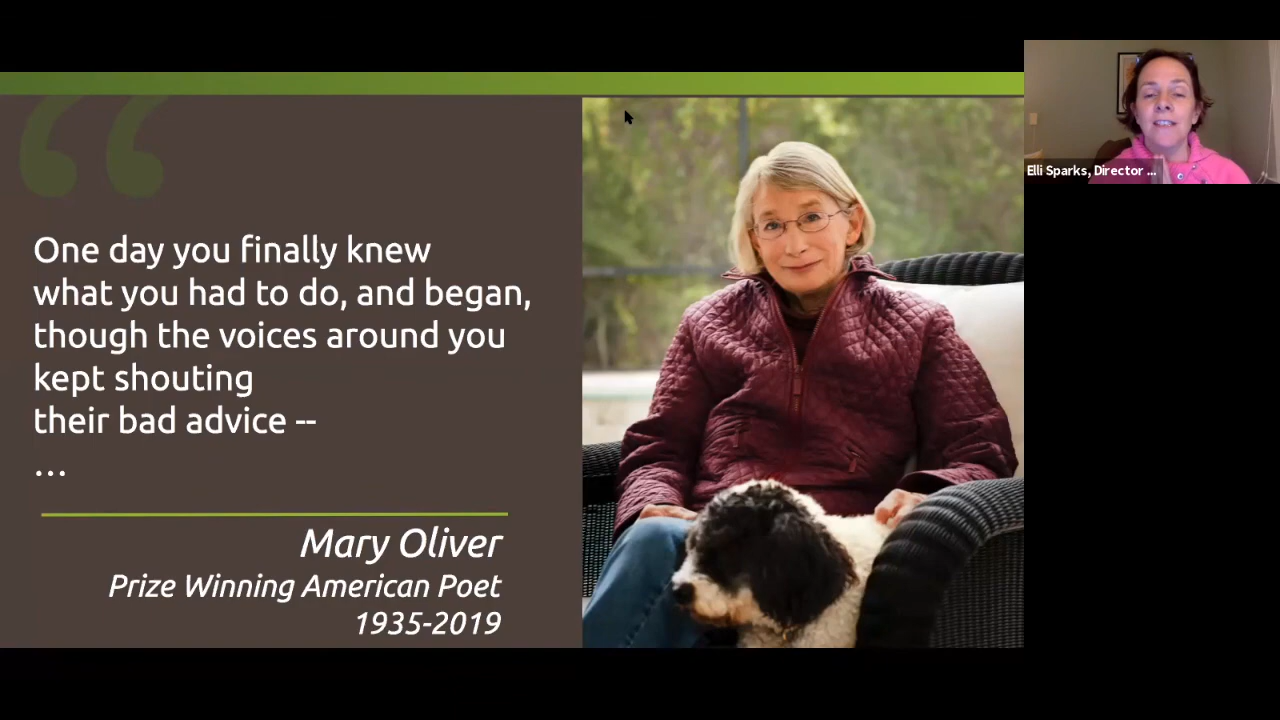 One day you finally knew
what you had to do, and began,
though the voices around you
kept shouting
their bad advice --
...
Mary Oliver
Prize Winning American Poet
1935-2019
Elli Sparks, Director ...